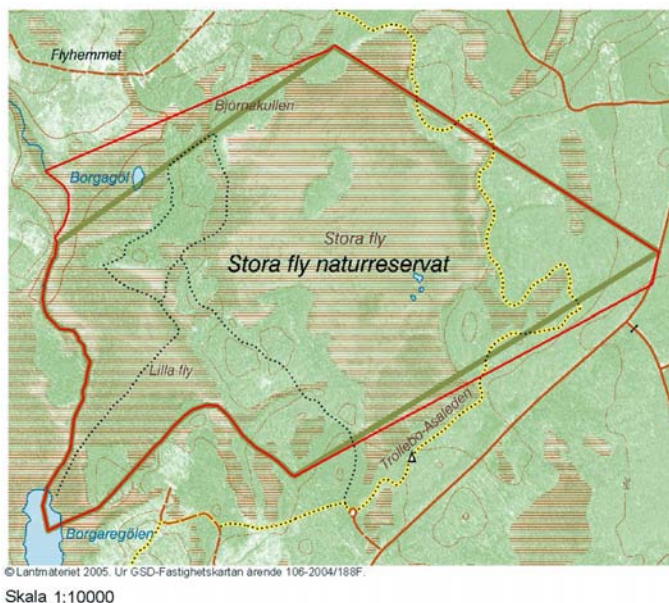 Flyhemmet
Björnakullen
Borgagöl
Stora fly
Stora fly naturreservat
Lilla fly
Trollebo-Åsaleden
Borgaregölen
©Lantmäteriet 2005. Ur GSD-Fastighetskartan ärende 106-2004/188F.
Skala 1:10000